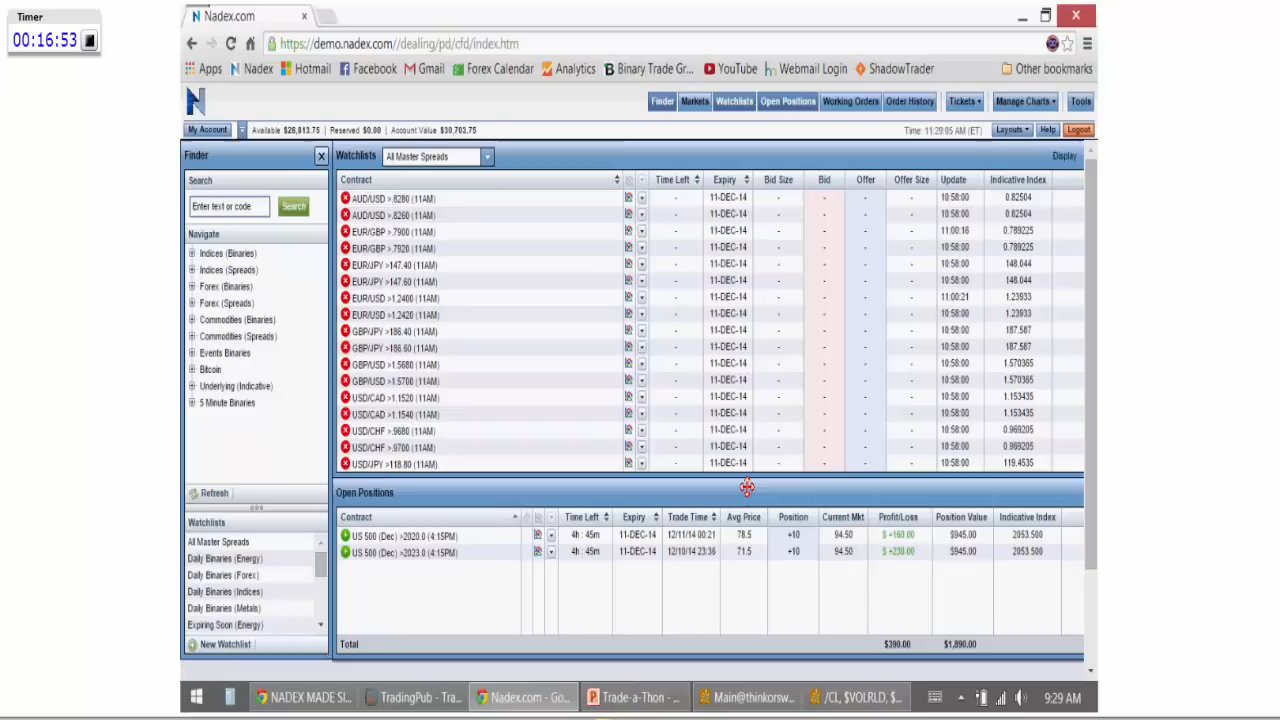 Timer
00:16:53
Nadex.com
https://demo.nadex.com//dealing/pd/cfd/index.htm
Apps Nadex Hotmail Facebook Gmail Forex Calendar Analytics Binary Trade Gr... YouTube Webmail Login ShadowTrader Other bookmarks
Finder Markets Watchlists Open Positions Working Orders Order History Tickets Manage Charts Tools
My Account Available $28,813.75 | Reserved $0.00 | Account Value $30,703.75 Time: 11:29:05 AM (ET) Layouts Help Logout
Finder
Search
Enter text or code Search
Navigate
Indices (Binaries)
Indices (Spreads)
Forex (Binaries)
Forex (Spreads)
Commodities (Binaries)
Commodities (Spreads)
Events Binaries
Bitcoin
Underlying (Indicative)
5 Minute Binaries
Refresh
Watchlists
All Master Spreads
Daily Binaries (Energy)
Daily Binaries (Forex)
Daily Binaries (Indices)
Daily Binaries (Metals)
Expiring Soon (Energy)
New Watchlist
Watchlists All Master Spreads Display
Contract Time Left Expiry Bid Size Bid Offer Offer Size Update Indicative Index
AUD/USD >.8280 (11AM) - 11-DEC-14 - - - - 10:58:00 0.82504
AUD/USD >.8260 (11AM) - 11-DEC-14 - - - - 10:58:00 0.82504
EUR/GBP >.7900 (11AM) - 11-DEC-14 - - - - 11:00:16 0.789225
EUR/GBP >.7920 (11AM) - 11-DEC-14 - - - - 10:58:00 0.789225
EUR/JPY >147.40 (11AM) - 11-DEC-14 - - - - 10:58:00 148.044
EUR/JPY >147.60 (11AM) - 11-DEC-14 - - - - 10:58:00 148.044
EUR/USD >1.2400 (11AM) - 11-DEC-14 - - - - 11:00:21 1.23933
EUR/USD >1.2420 (11AM) - 11-DEC-14 - - - - 10:58:00 1.23933
GBP/JPY >186.40 (11AM) - 11-DEC-14 - - - - 10:58:00 187.587
GBP/JPY >186.60 (11AM) - 11-DEC-14 - - - - 10:58:00 187.587
GBP/USD >1.5680 (11AM) - 11-DEC-14 - - - - 10:58:00 1.570365
GBP/USD >1.5700 (11AM) - 11-DEC-14 - - - - 10:58:00 1.570365
USD/CAD >1.1520 (11AM) - 11-DEC-14 - - - - 10:58:00 1.153435
USD/CAD >1.1540 (11AM) - 11-DEC-14 - - - - 10:58:00 1.153435
USD/CHF >.9680 (11AM) - 11-DEC-14 - - - - 10:58:00 0.969205
USD/CHF >.9700 (11AM) - 11-DEC-14 - - - - 10:58:00 0.969205
USD/JPY >118.80 (11AM) - 11-DEC-14 - - - - 10:58:00 119.4535
Open Positions
Contract Time Left Expiry Trade Time Avg Price Position Current Mkt Profit/Loss Position Value Indicative Index
US 500 (Dec) >2020.0 (4:15PM) 4h : 45m 11-DEC-14 12/11/14 00:21 78.5 +10 94.50 $ +160.00 $945.00 2053.500
US 500 (Dec) >2023.0 (4:15PM) 4h : 45m 11-DEC-14 12/10/14 23:36 71.5 +10 94.50 $ +230.00 $945.00 2053.500
Total $390.00 $1,890.00
NADEX MADE SI... TradingPub - Tra... Nadex.com - Go... Trade-a-Thon - ... Main@thinkorsw... /CL, $VOLRLD, $... 9:29 AM